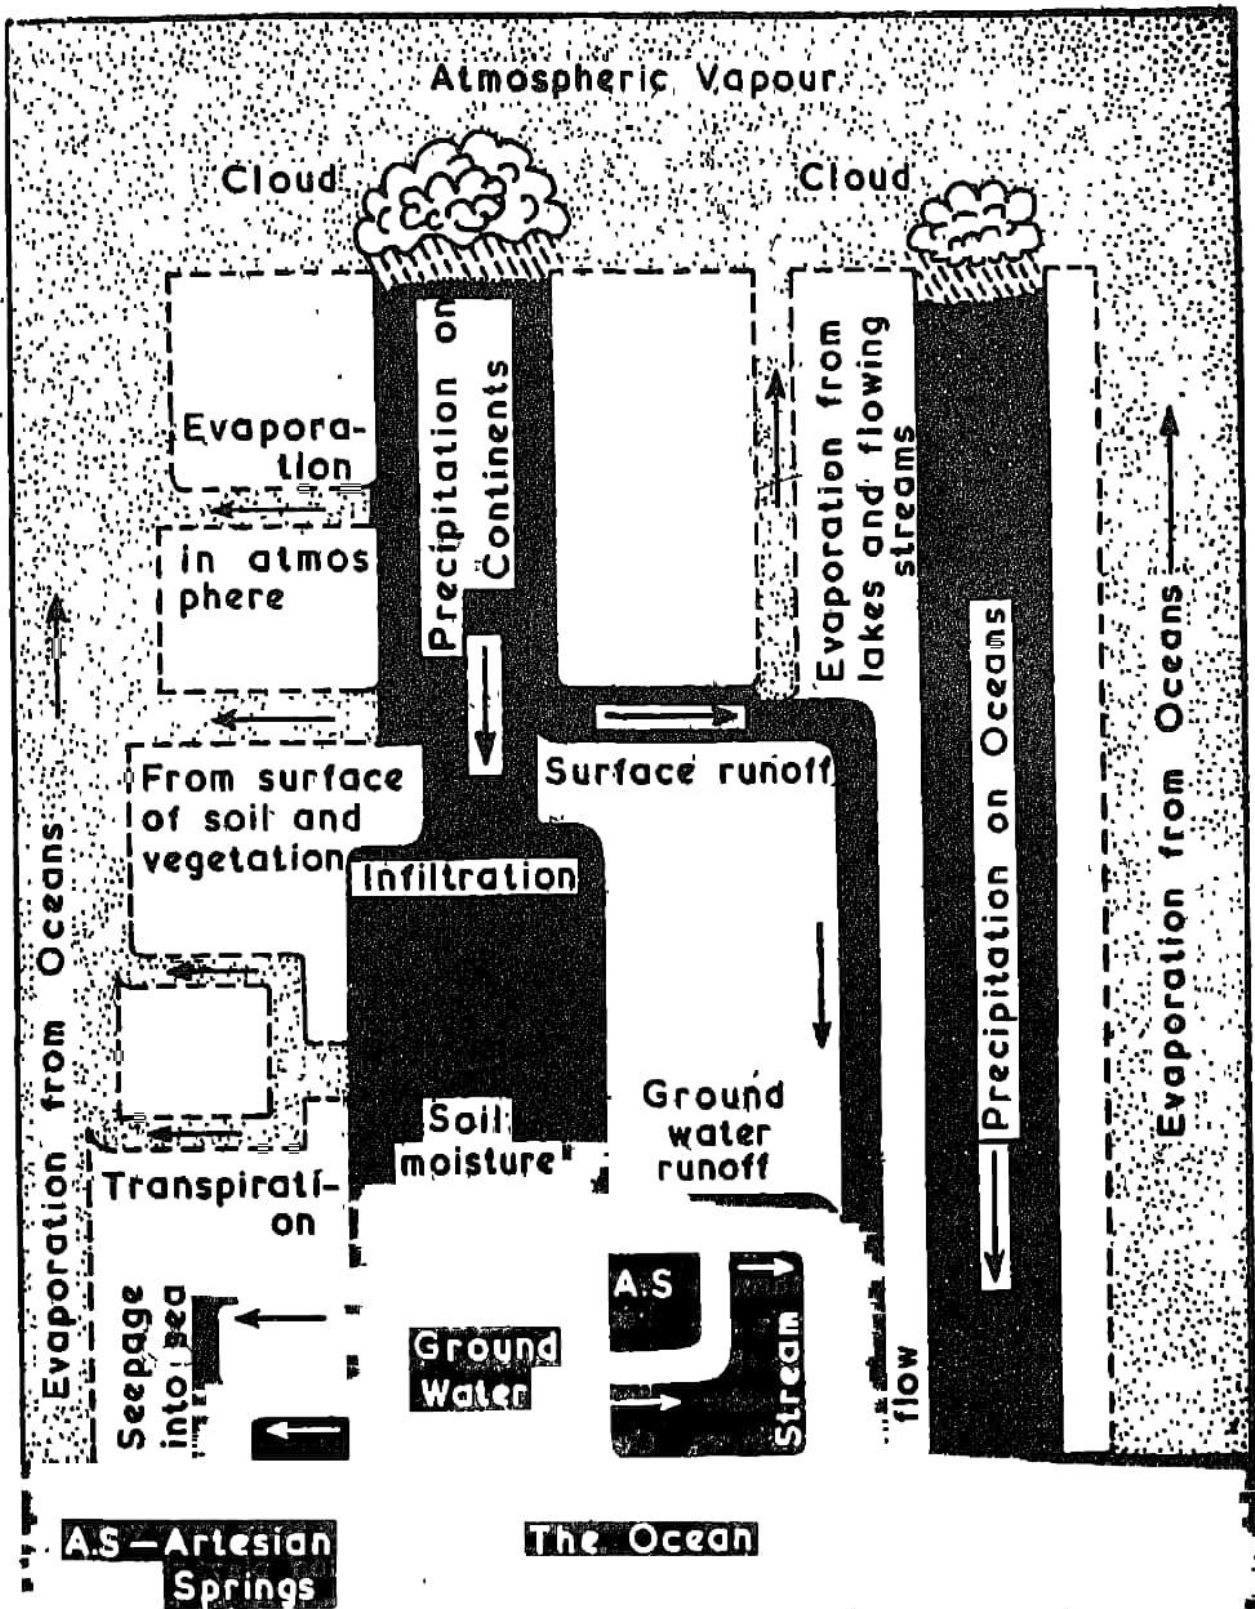 Atmospheric Vapour
Cloud
Cloud
Evapora-
tion
in atmos
phere
Precipitation on
Continents
Evaporation from
lakes and flowing
streams
From surface
of soil and
vegetation
Surface runoff
Infiltration
Precipitation on Oceans
Evaporation from Oceans
Evaporation from Oceans
Soil
moisture
Ground
water
runoff
Transpirati-
on
Seepage
into sea
Ground
Water
A.S
Stream
flow
A.S — Artesian
Springs
The Ocean